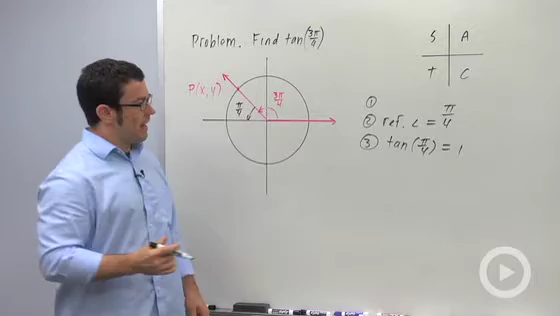 Problem. Find tan(3π/4)
S A
T C
P(x, y)
3π/4
π/4
①
② ref. ∠ = π/4
③ tan(π/4) = 1